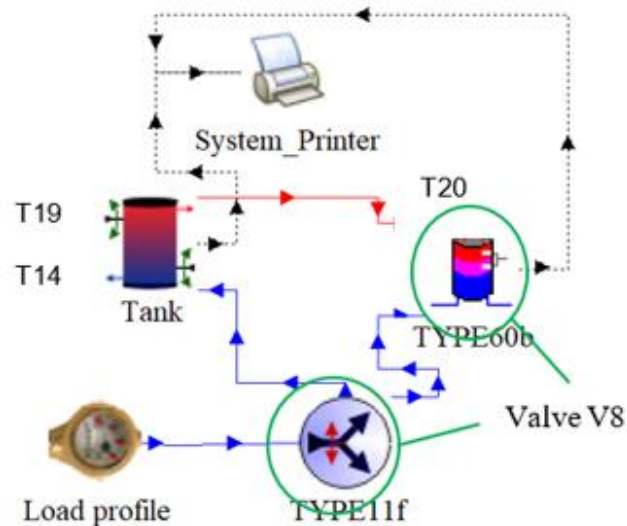 System_Printer
T19
T20
T14
Tank
TYPE60b
Valve V8
Load profile
TYPE11f